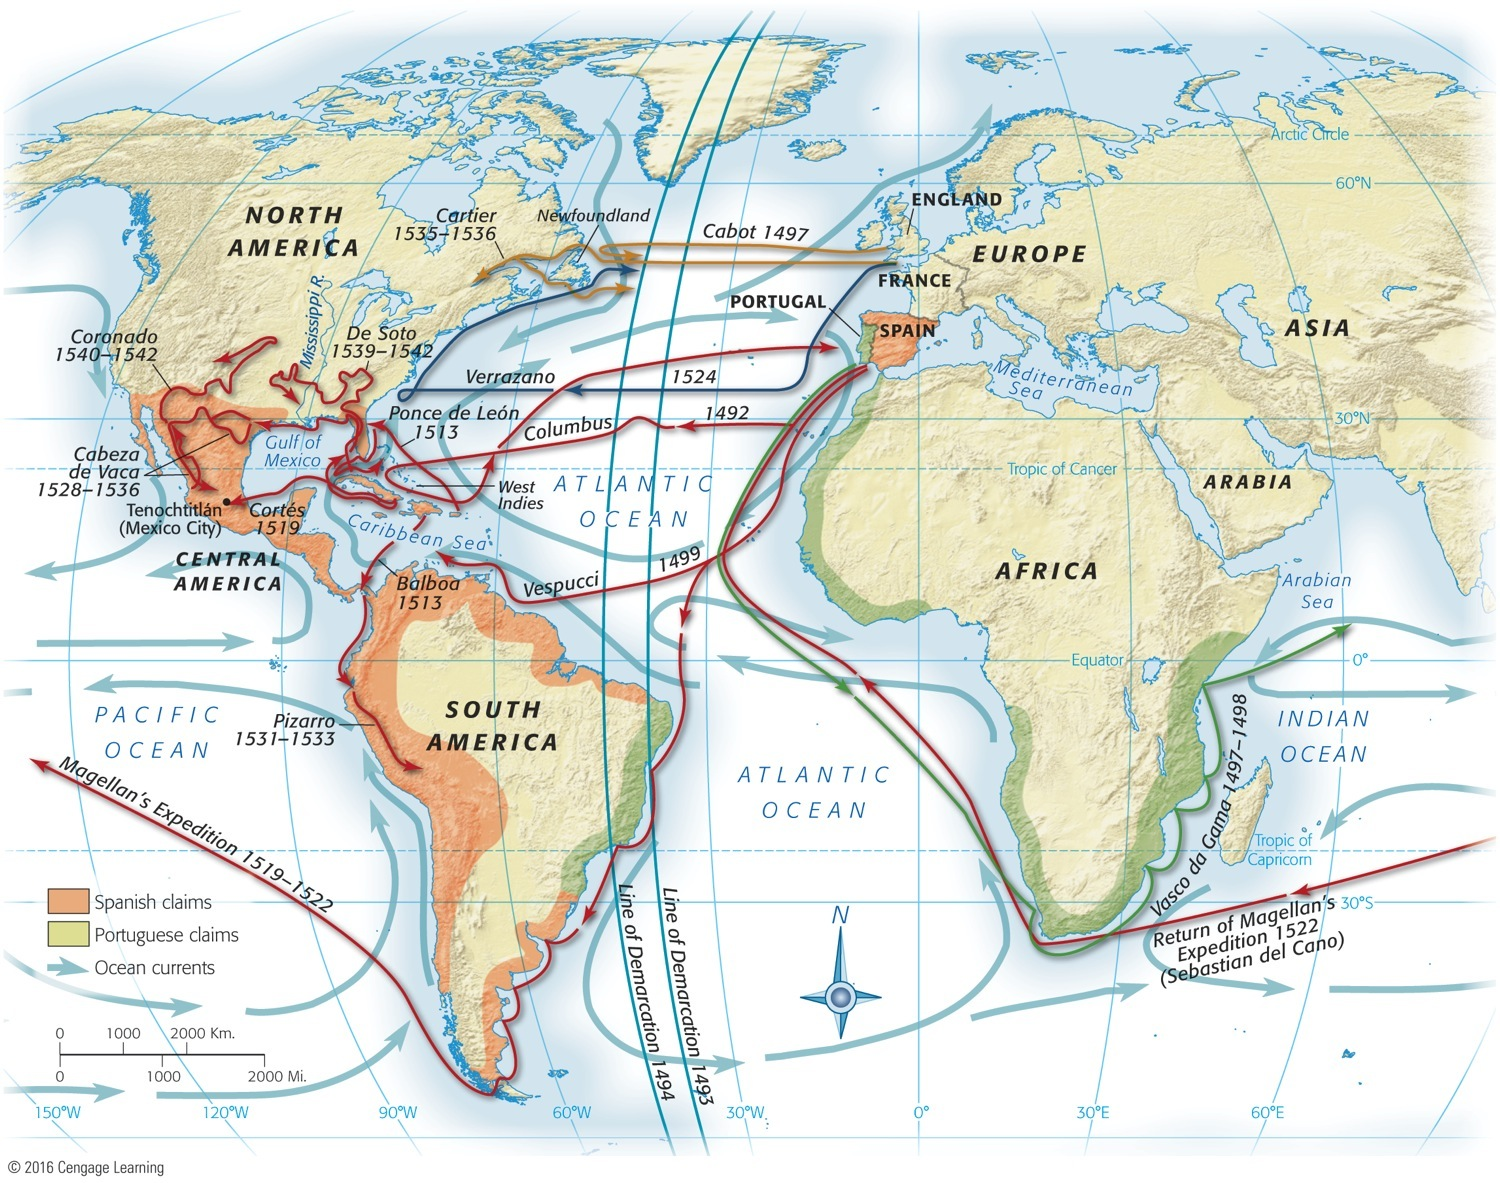 Arctic Circle
60°N
ENGLAND
NORTH
AMERICA
Cartier
1535–1536
Newfoundland
Cabot 1497
EUROPE
FRANCE
PORTUGAL
SPAIN
ASIA
Mississippi R.
Coronado
1540–1542
De Soto
1539–1542
Verrazano
1524
Mediterranean
Sea
Ponce de León
1513
Columbus
1492
30°N
Gulf of
Mexico
Cabeza
de Vaca
1528–1536
Tropic of Cancer
ARABIA
West
Indies
ATLANTIC
OCEAN
Tenochtitlán
(Mexico City)
Cortés
1519
Caribbean Sea
CENTRAL
AMERICA
Balboa
1513
Vespucci
1499
AFRICA
Arabian
Sea
Equator
0°
PACIFIC
OCEAN
SOUTH
AMERICA
Pizarro
1531–1533
INDIAN
OCEAN
ATLANTIC
OCEAN
Magellan's Expedition 1519–1522
Vasco da Gama 1497–1498
Tropic of
Capricorn
30°S
Return of Magellan's
Expedition 1522
(Sebastian del Cano)
Line of Demarcation 1494
Line of Demarcation 1493
N
Spanish claims
Portuguese claims
Ocean currents
0 1000 2000 Km.
0 1000 2000 Mi.
150°W 120°W 90°W 60°W 30°W 0° 30°E 60°E
© 2016 Cengage Learning